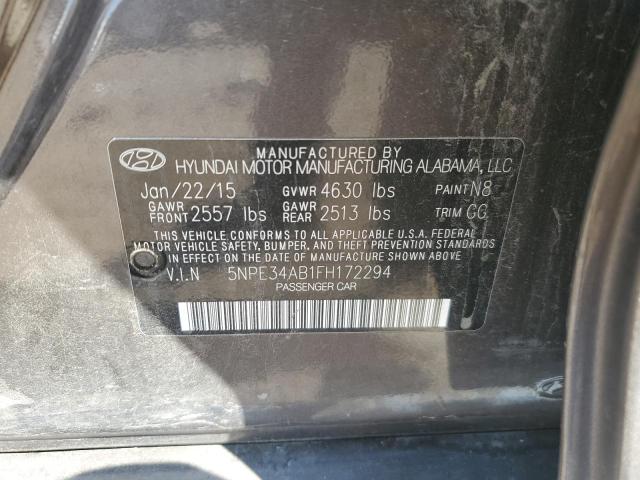 MANUFACTURED BY
HYUNDAI MOTOR MANUFACTURING ALABAMA, LLC
Jan/22/15 GVWR 4630 lbs PAINT N8
GAWR FRONT 2557 lbs GAWR REAR 2513 lbs TRIM GG
THIS VEHICLE CONFORMS TO ALL APPLICABLE U.S.A. FEDERAL
MOTOR VEHICLE SAFETY, BUMPER, AND THEFT PREVENTION STANDARDS
IN EFFECT ON THE DATE OF MANUFACTURE SHOWN ABOVE.
V.I.N 5NPE34AB1FH172294
PASSENGER CAR